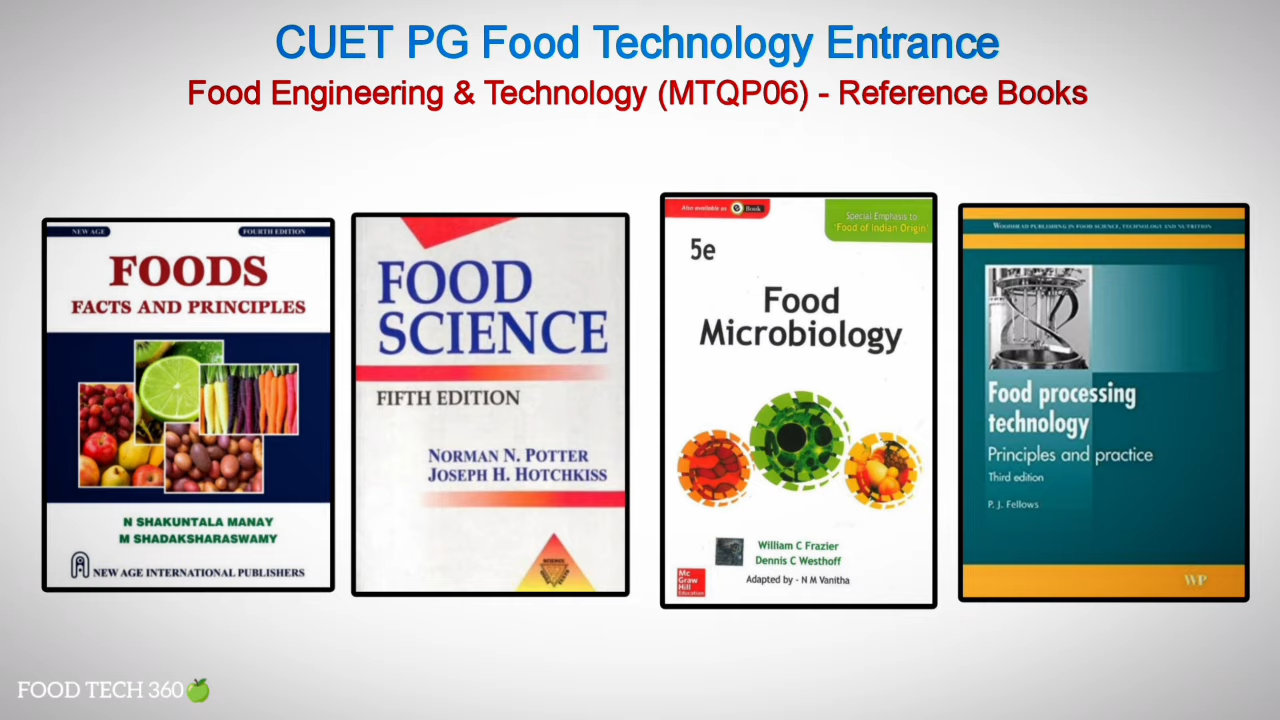 CUET PG Food Technology Entrance
Food Engineering & Technology (MTQP06) - Reference Books
NEW AGE
FOURTH EDITION
FOODS
FACTS AND PRINCIPLES
N SHAKUNTALA MANAY
M SHADAKSHARASWAMY
NEW AGE INTERNATIONAL PUBLISHERS
FOOD
SCIENCE
FIFTH EDITION
NORMAN N. POTTER
JOSEPH H. HOTCHKISS
Also available as e Book
Special Emphasis to
'Food of Indian Origin'
5e
Food
Microbiology
William C Frazier
Dennis C Westhoff
Adapted by - N M Vanitha
Mc
Graw
Hill
Education
WOODHEAD PUBLISHING IN FOOD SCIENCE, TECHNOLOGY AND NUTRITION
Food processing
technology
Principles and practice
Third edition
P. J. Fellows
WP
FOOD TECH 360